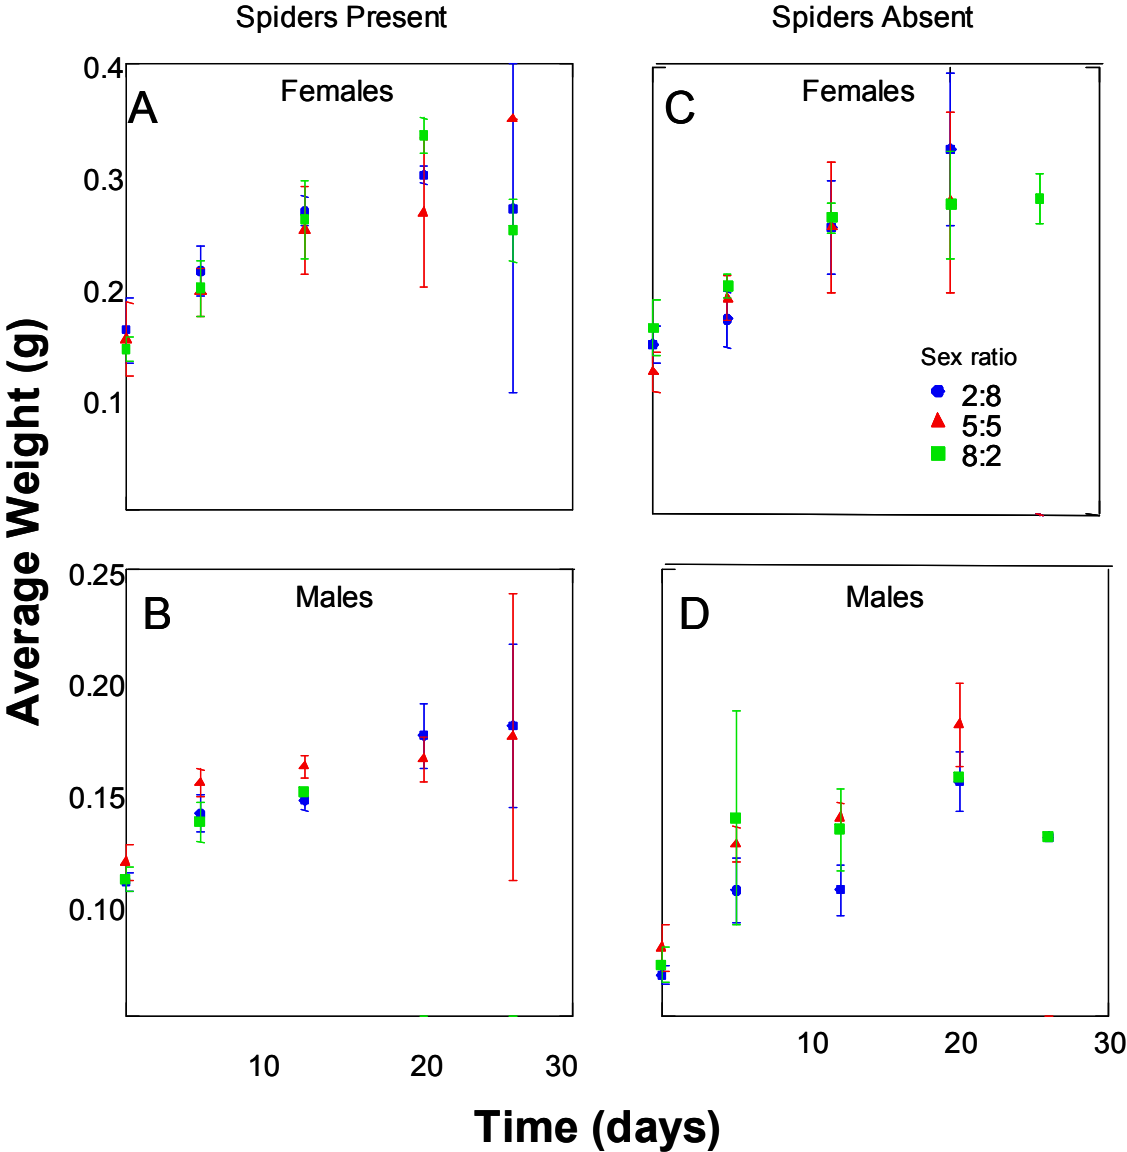 Spiders Present
Spiders Absent
0.4
A
Females
C
Females
0.3
0.2
0.1
Sex ratio
2:8
5:5
8:2
Average Weight (g)
0.25
B
Males
D
Males
0.20
0.15
0.10
10
20
30
10
20
30
Time (days)